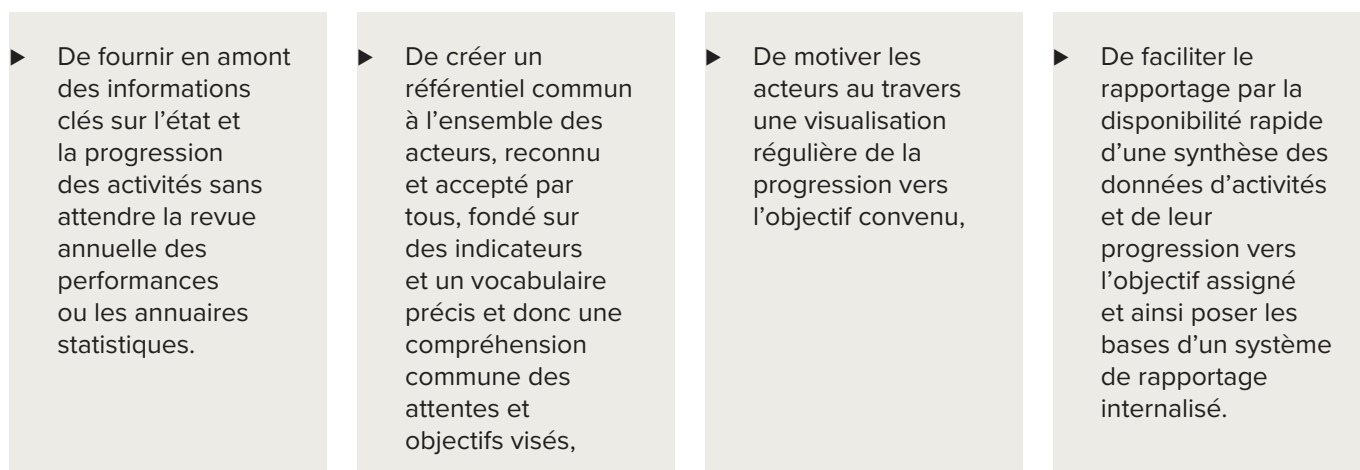 De fournir en amont
des informations
clés sur l’état et
la progression
des activités sans
attendre la revue
annuelle des
performances
ou les annuaires
statistiques.
De créer un
référentiel commun
à l’ensemble des
acteurs, reconnu
et accepté par
tous, fondé sur
des indicateurs
et un vocabulaire
précis et donc une
compréhension
commune des
attentes et
objectifs visés,
De motiver les
acteurs au travers
une visualisation
régulière de la
progression vers
l’objectif convenu,
De faciliter le
rapportage par la
disponibilité rapide
d’une synthèse des
données d’activités
et de leur
progression vers
l’objectif assigné
et ainsi poser les
bases d’un système
de rapportage
internalisé.